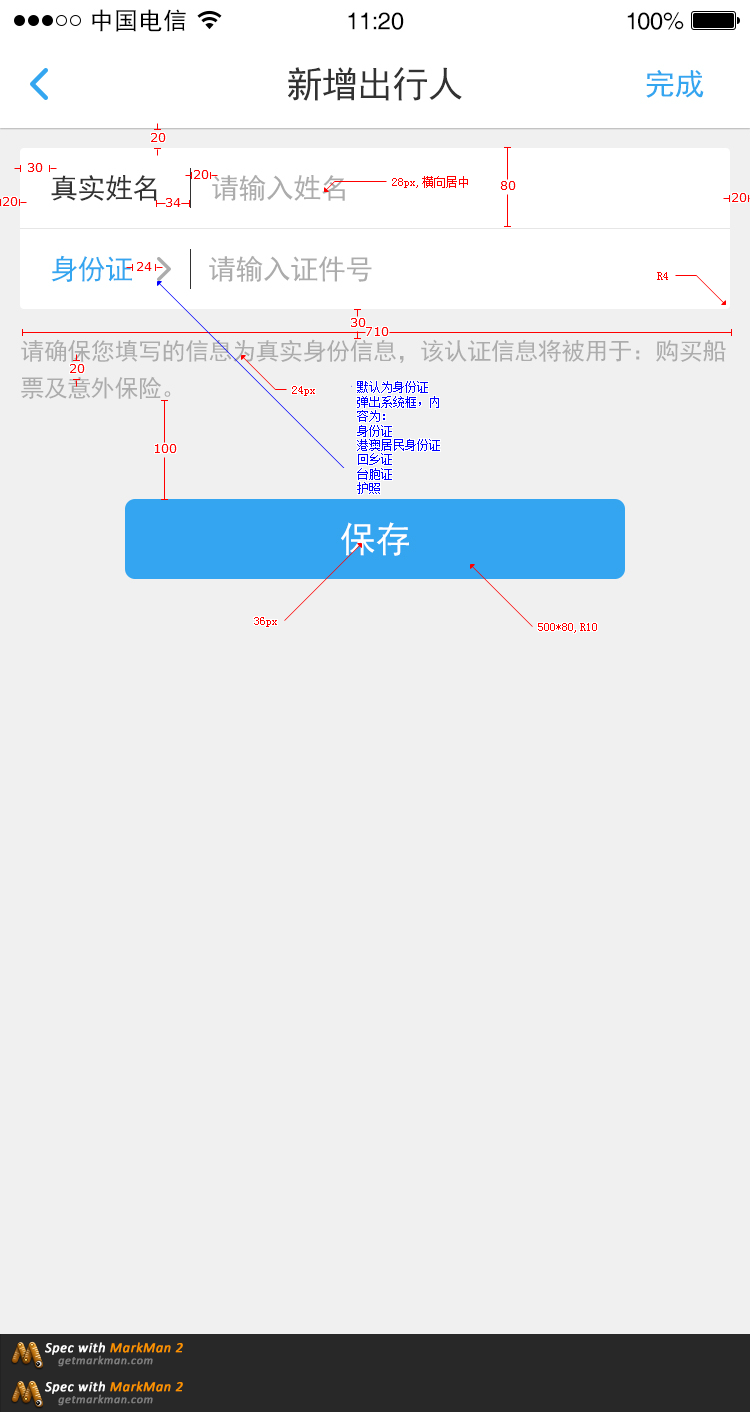 中国电信 11:20 100%
新增出行人 完成
20
30 20 28px, 横向居中 80
真实姓名 请输入姓名
20 34 20
身份证 24 请输入证件号 R4
30
710
请确保您填写的信息为真实身份信息，该认证信息将被用于：购买船
20
票及意外保险。
24px
默认为身份证
弹出系统框，内
容为：
身份证
港澳居民身份证
回乡证
台胞证
护照
100
保存
36px 500*80, R10
Spec with MarkMan 2
getmarkman.com
Spec with MarkMan 2
getmarkman.com